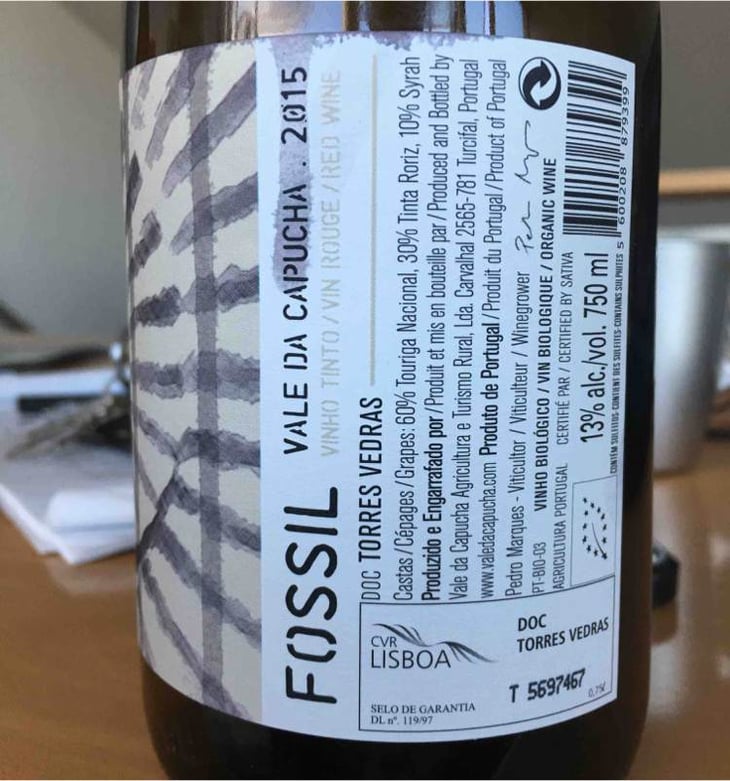 FOSSIL VALE DA CAPUCHA . 2015
VINHO TINTO / VIN ROUGE / RED WINE
DOC TORRES VEDRAS
Castas / Cépages / Grapes: 60% Touriga Nacional, 30% Tinta Roriz, 10% Syrah
Produzido e Engarrafado por / Produit et mis en bouteille par / Produced and Bottled by
Vale da Capucha Agricultura e Turismo Rural, Lda. Carvalhal 2565-781 Turcifal, Portugal
www.valedacapucha.com Produto de Portugal / Produit du Portugal / Product of Portugal
Pedro Marques - Viticultor / Viticulteur / Winegrower
PT-BIO-03 VINHO BIOLÓGICO / VIN BIOLOGIQUE / ORGANIC WINE
AGRICULTURA PORTUGAL CERTIFIÉ PAR / CERTIFIED BY SATIVA
13% alc./vol. 750 ml
CONTÉM SULFITOS-CONTIENT DES SULFITES-CONTAINS SULPHITES
5 600208 879399
CVR
LISBOA
SELO DE GARANTIA
DL nº. 119/97
DOC
TORRES VEDRAS
T 5697467
0,75ℓ